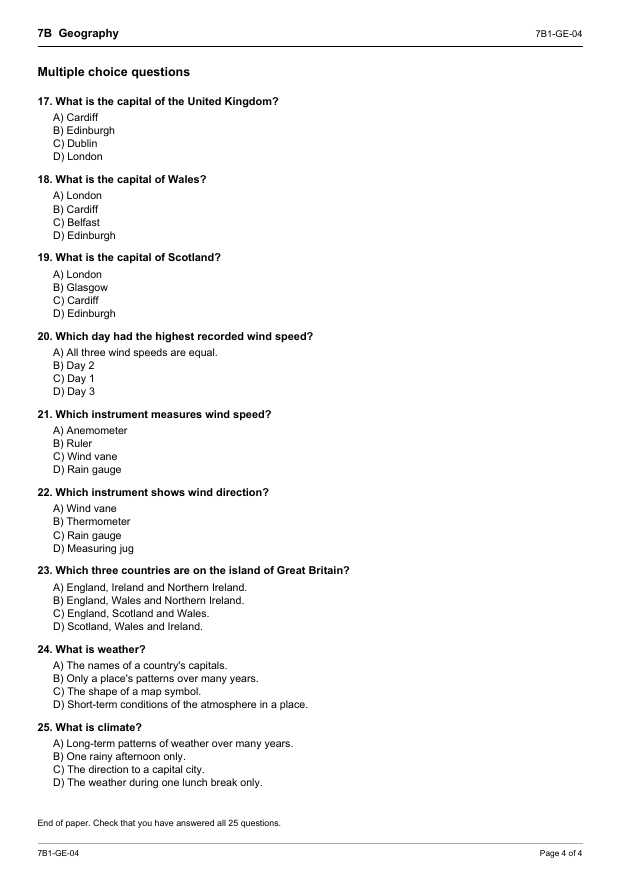 7B Geography
7B1-GE-04
Multiple choice questions
17. What is the capital of the United Kingdom?
A) Cardiff
B) Edinburgh
C) Dublin
D) London
18. What is the capital of Wales?
A) London
B) Cardiff
C) Belfast
D) Edinburgh
19. What is the capital of Scotland?
A) London
B) Glasgow
C) Cardiff
D) Edinburgh
20. Which day had the highest recorded wind speed?
A) All three wind speeds are equal.
B) Day 2
C) Day 1
D) Day 3
21. Which instrument measures wind speed?
A) Anemometer
B) Ruler
C) Wind vane
D) Rain gauge
22. Which instrument shows wind direction?
A) Wind vane
B) Thermometer
C) Rain gauge
D) Measuring jug
23. Which three countries are on the island of Great Britain?
A) England, Ireland and Northern Ireland.
B) England, Wales and Northern Ireland.
C) England, Scotland and Wales.
D) Scotland, Wales and Ireland.
24. What is weather?
A) The names of a country's capitals.
B) Only a place's patterns over many years.
C) The shape of a map symbol.
D) Short-term conditions of the atmosphere in a place.
25. What is climate?
A) Long-term patterns of weather over many years.
B) One rainy afternoon only.
C) The direction to a capital city.
D) The weather during one lunch break only.
End of paper. Check that you have answered all 25 questions.
7B1-GE-04
Page 4 of 4